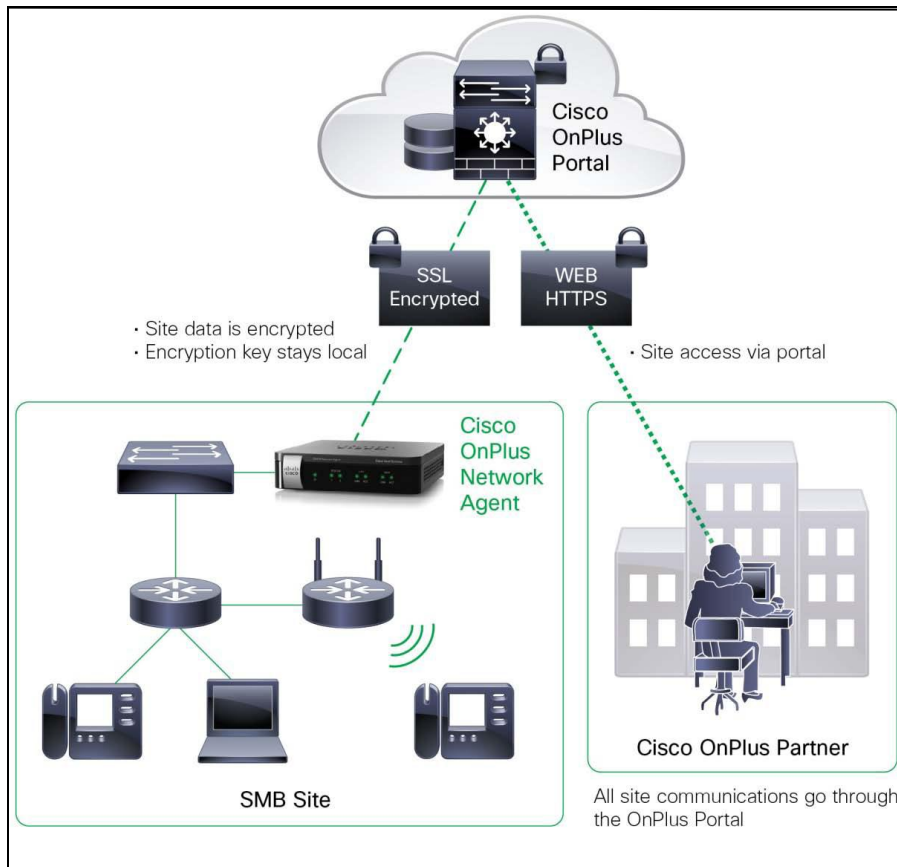 Cisco
OnPlus
Portal
SSL
Encrypted
WEB
HTTPS
· Site data is encrypted
· Encryption key stays local
· Site access via portal
Cisco
OnPlus
Network
Agent
SMB Site
Cisco OnPlus Partner
All site communications go through
the OnPlus Portal